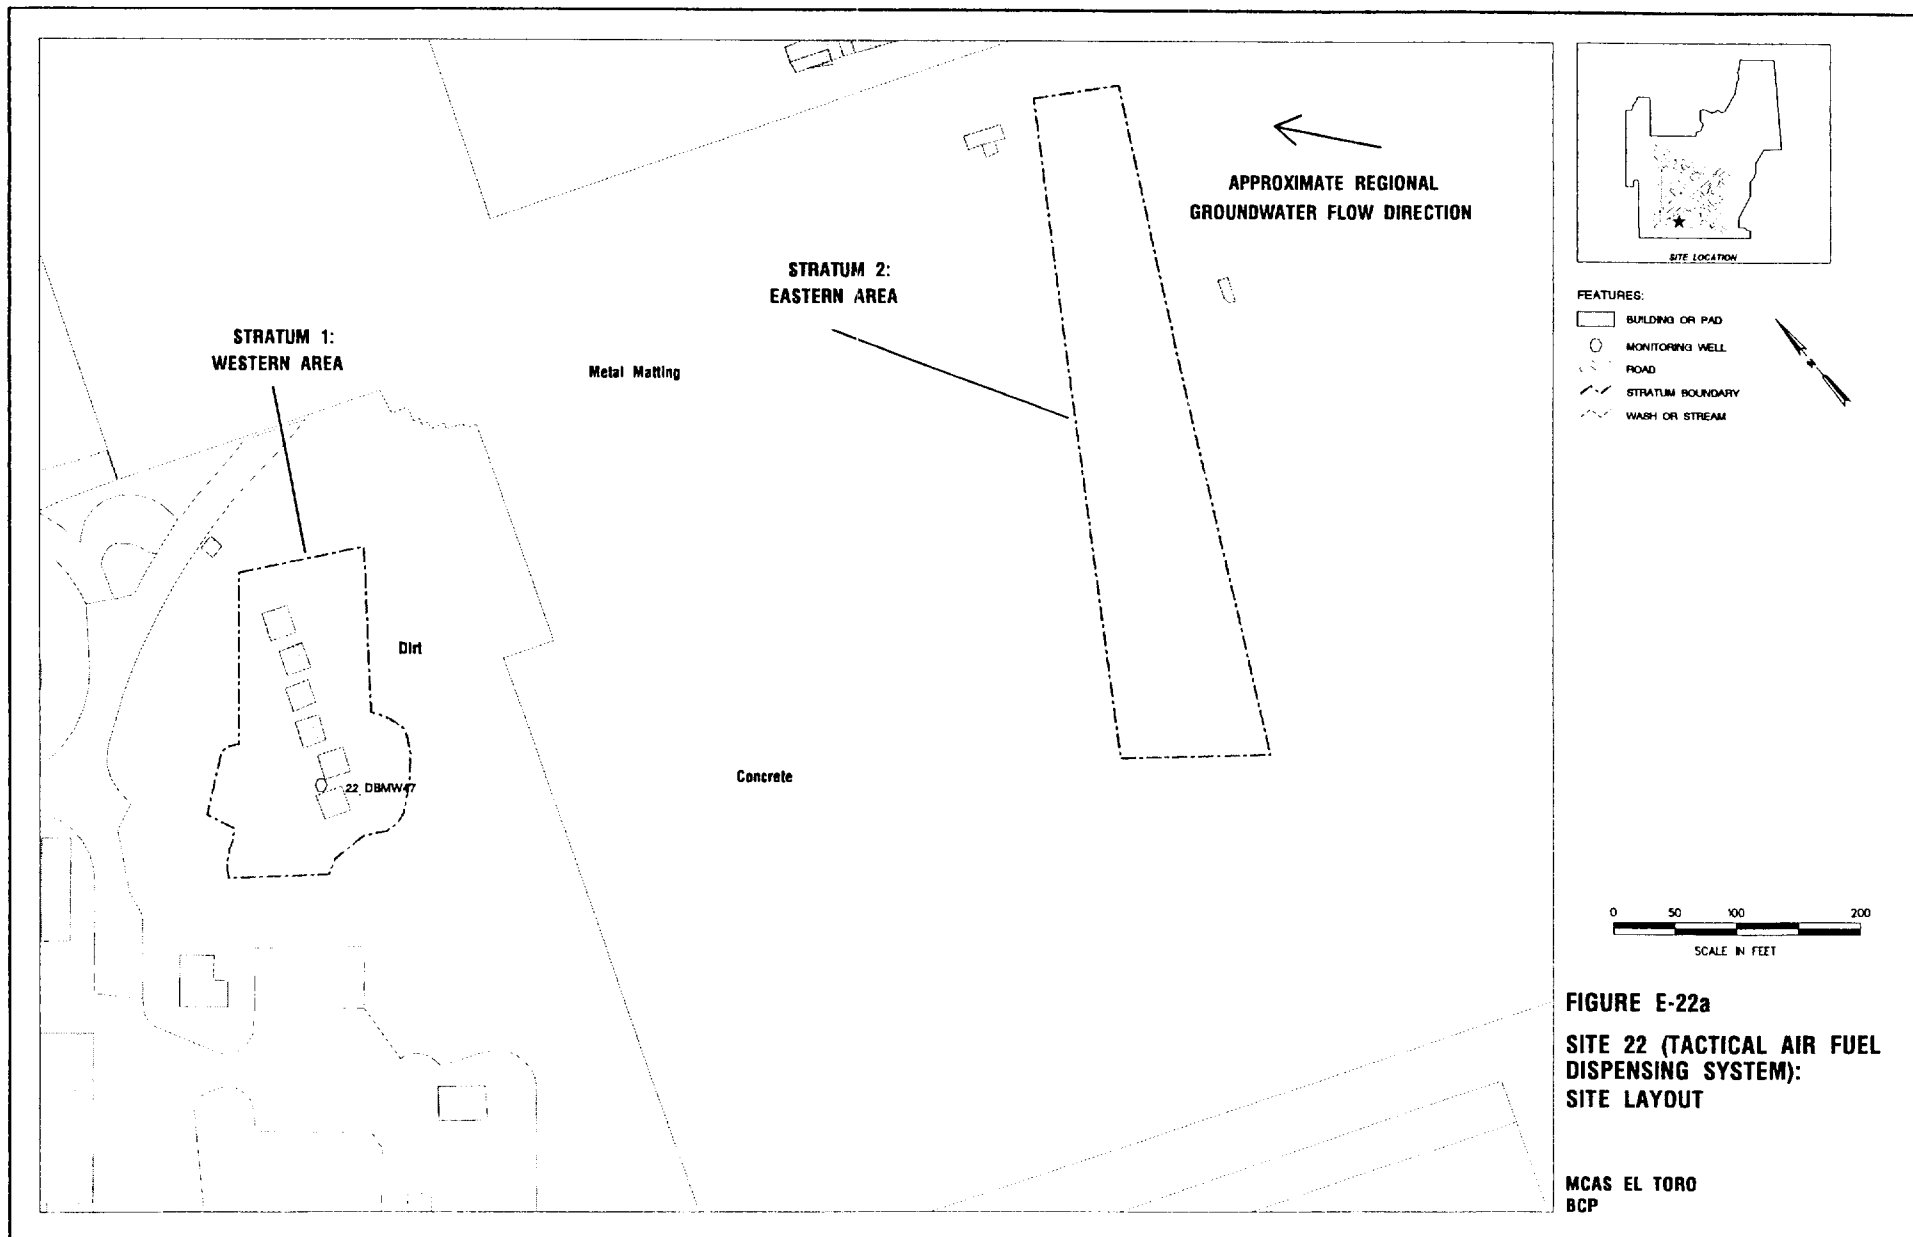 APPROXIMATE REGIONAL
GROUNDWATER FLOW DIRECTION
STRATUM 2:
EASTERN AREA
STRATUM 1:
WESTERN AREA
Metal Matting
Dirt
22_DBMW47
Concrete
SITE LOCATION
FEATURES:
BUILDING OR PAD
MONITORING WELL
ROAD
STRATUM BOUNDARY
WASH OR STREAM
N
0 50 100 200
SCALE IN FEET
FIGURE E-22a
SITE 22 (TACTICAL AIR FUEL
DISPENSING SYSTEM):
SITE LAYOUT
MCAS EL TORO
BCP